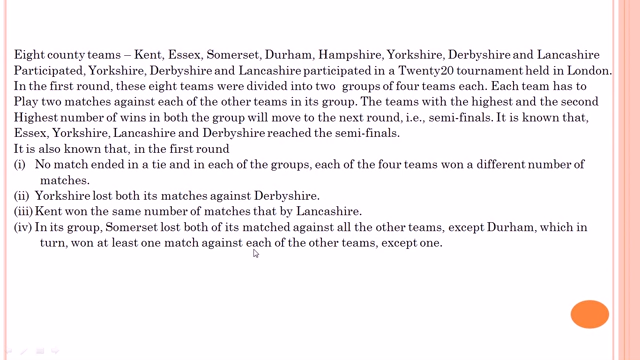 Eight county teams – Kent, Essex, Somerset, Durham, Hampshire, Yorkshire, Derbyshire and Lancashire
Participated, Yorkshire, Derbyshire and Lancashire participated in a Twenty20 tournament held in London.
In the first round, these eight teams were divided into two groups of four teams each. Each team has to
Play two matches against each of the other teams in its group. The teams with the highest and the second
Highest number of wins in both the group will move to the next round, i.e., semi-finals. It is known that,
Essex, Yorkshire, Lancashire and Derbyshire reached the semi-finals.
It is also known that, in the first round
(i) No match ended in a tie and in each of the groups, each of the four teams won a different number of
matches.
(ii) Yorkshire lost both its matches against Derbyshire.
(iii) Kent won the same number of matches that by Lancashire.
(iv) In its group, Somerset lost both of its matched against all the other teams, except Durham, which in
turn, won at least one match against each of the other teams, except one.